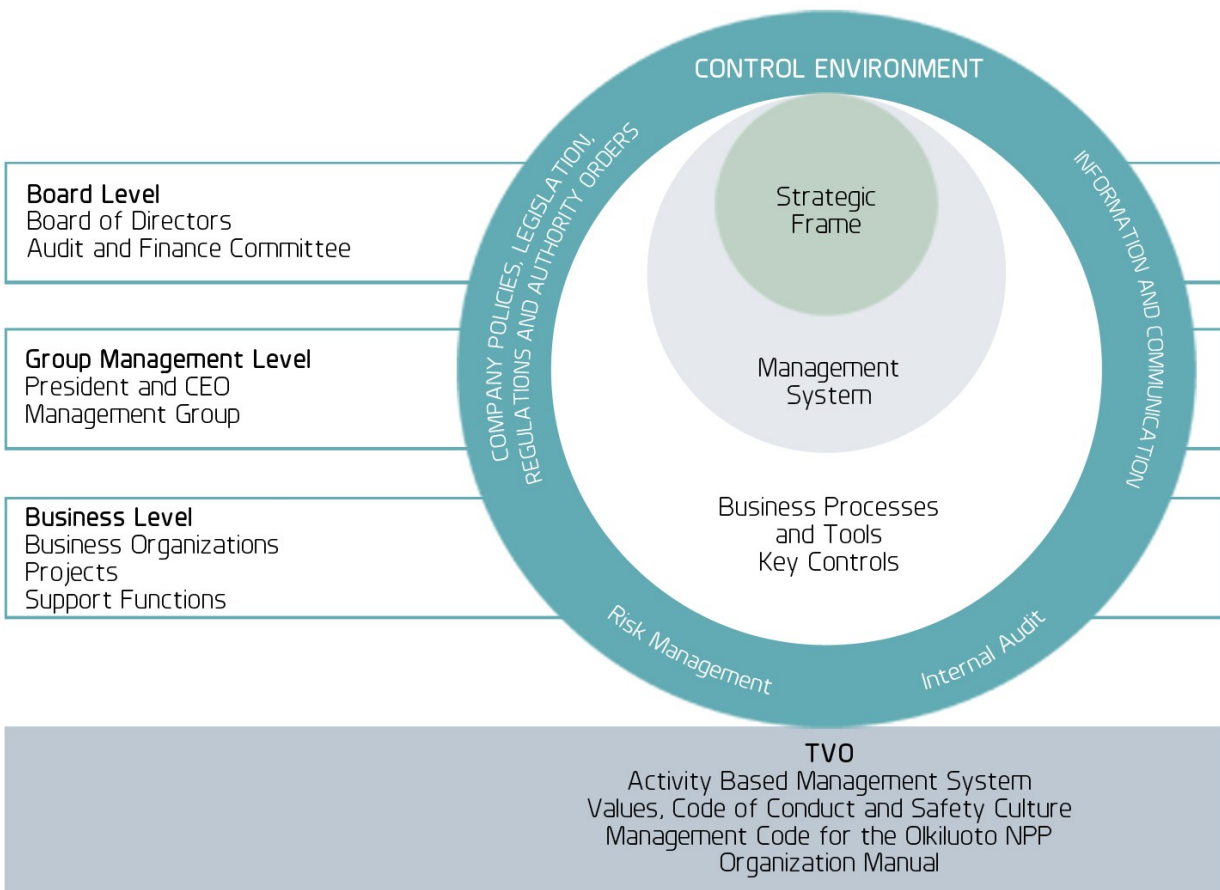 CONTROL ENVIRONMENT
COMPANY POLICIES, LEGISLATION,
REGULATIONS AND AUTHORITY ORDERS
INFORMATION AND COMMUNICATION
Strategic
Frame
Board Level
Board of Directors
Audit and Finance Committee
Management
System
Group Management Level
President and CEO
Management Group
Business Processes
and Tools
Key Controls
Business Level
Business Organizations
Projects
Support Functions
Risk Management
Internal Audit
TVO
Activity Based Management System
Values, Code of Conduct and Safety Culture
Management Code for the Olkiluoto NPP
Organization Manual